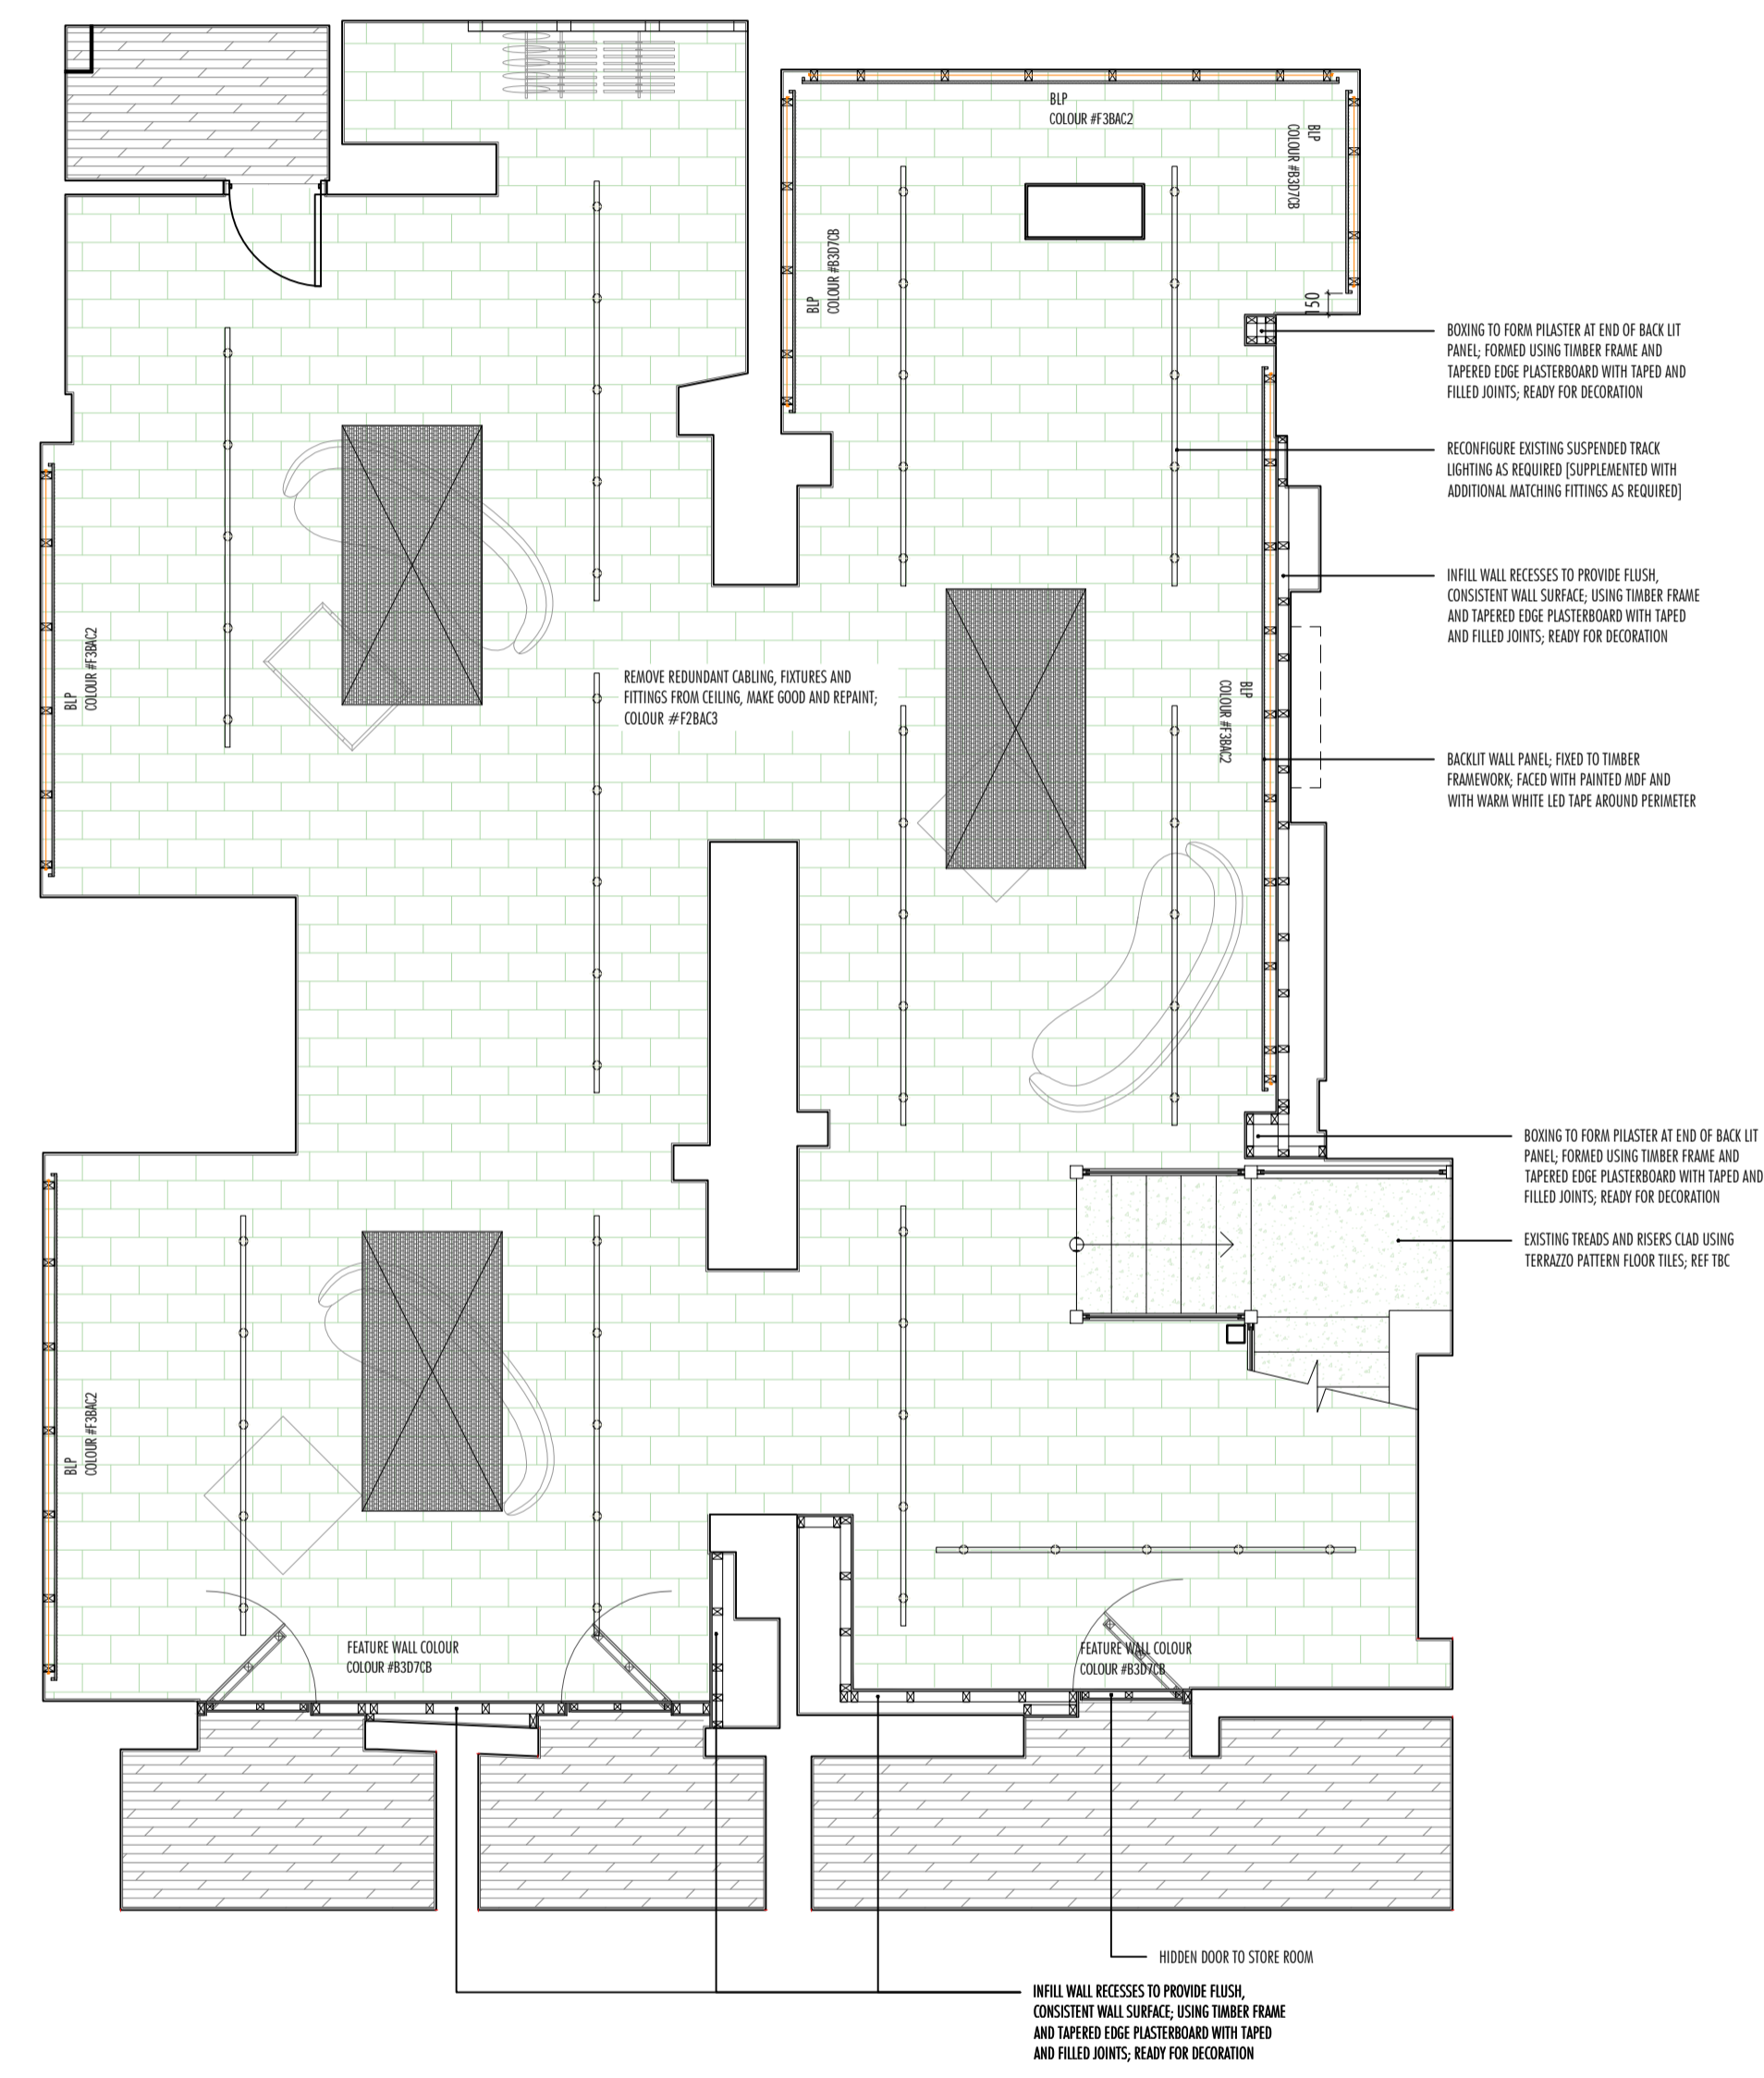 BLP
COLOUR #F3BAC2
BLP
COLOUR #B3D7CB
BLP
COLOUR #B3D7CB
150
BOXING TO FORM PILASTER AT END OF BACK LIT
PANEL; FORMED USING TIMBER FRAME AND
TAPERED EDGE PLASTERBOARD WITH TAPED AND
FILLED JOINTS; READY FOR DECORATION
RECONFIGURE EXISTING SUSPENDED TRACK
LIGHTING AS REQUIRED [SUPPLEMENTED WITH
ADDITIONAL MATCHING FITTINGS AS REQUIRED]
INFILL WALL RECESSES TO PROVIDE FLUSH,
CONSISTENT WALL SURFACE; USING TIMBER FRAME
AND TAPERED EDGE PLASTERBOARD WITH TAPED
AND FILLED JOINTS; READY FOR DECORATION
BLP
COLOUR #F3BAC2
REMOVE REDUNDANT CABLING, FIXTURES AND
FITTINGS FROM CEILING, MAKE GOOD AND REPAINT;
COLOUR #F2BAC3
BLP
COLOUR #F3BAC2
BACKLIT WALL PANEL; FIXED TO TIMBER
FRAMEWORK; FACED WITH PAINTED MDF AND
WITH WARM WHITE LED TAPE AROUND PERIMETER
BOXING TO FORM PILASTER AT END OF BACK LIT
PANEL; FORMED USING TIMBER FRAME AND
TAPERED EDGE PLASTERBOARD WITH TAPED AND
FILLED JOINTS; READY FOR DECORATION
EXISTING TREADS AND RISERS CLAD USING
TERRAZZO PATTERN FLOOR TILES; REF TBC
BLP
COLOUR #F3BAC2
FEATURE WALL COLOUR
COLOUR #B3D7CB
FEATURE WALL COLOUR
COLOUR #B3D7CB
HIDDEN DOOR TO STORE ROOM
INFILL WALL RECESSES TO PROVIDE FLUSH,
CONSISTENT WALL SURFACE; USING TIMBER FRAME
AND TAPERED EDGE PLASTERBOARD WITH TAPED
AND FILLED JOINTS; READY FOR DECORATION